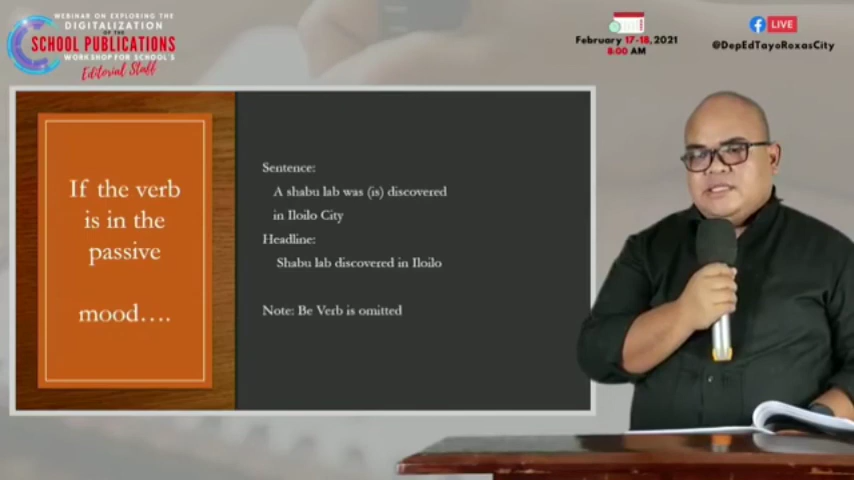 WEBINAR ON EXPLORING THE
DIGITALIZATION
OF THE
SCHOOL PUBLICATIONS
WORKSHOP FOR SCHOOL'S
Editorial Staff
February 17-18, 2021
8:00 AM
LIVE
@DepEdTayoRoxasCity
If the verb
is in the
passive
mood....
Sentence:
A shabu lab was (is) discovered
in Iloilo City
Headline:
Shabu lab discovered in Iloilo
Note: Be Verb is omitted